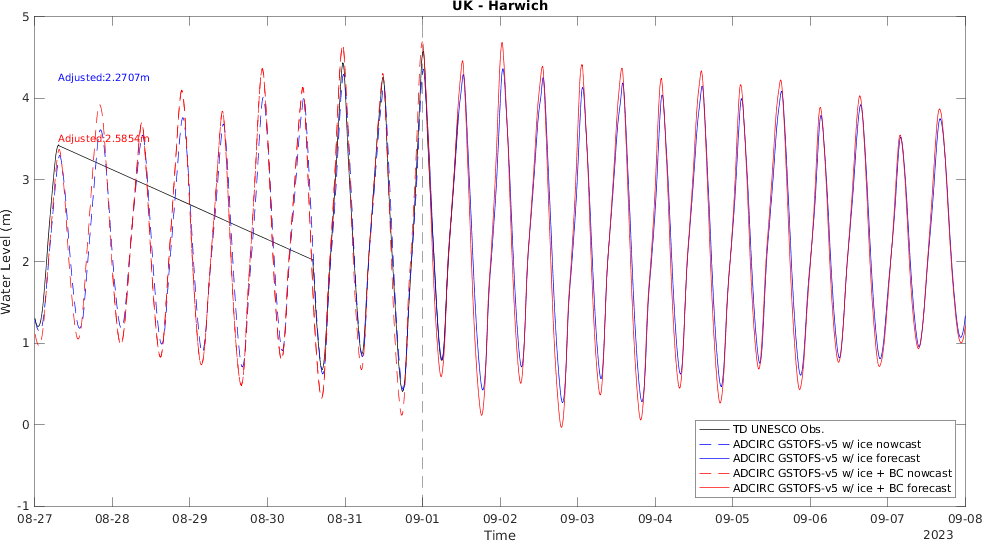 UK - Harwich
5
4
3
2
1
0
-1
Water Level (m)
Adjusted:2.2707m
Adjusted:2.5854m
TD UNESCO Obs.
ADCIRC GSTOFS-v5 w/ ice nowcast
ADCIRC GSTOFS-v5 w/ ice forecast
ADCIRC GSTOFS-v5 w/ ice + BC nowcast
ADCIRC GSTOFS-v5 w/ ice + BC forecast
08-27 08-28 08-29 08-30 08-31 09-01 09-02 09-03 09-04 09-05 09-06 09-07 09-08
Time
2023